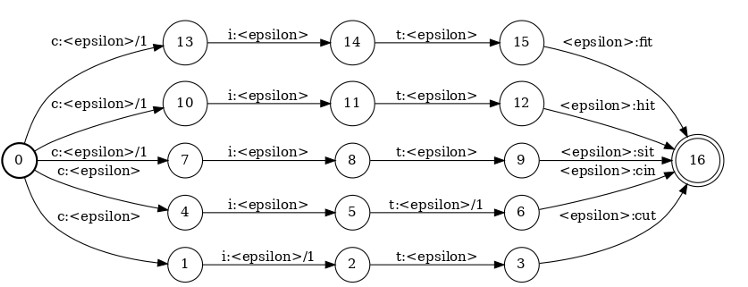 c:<epsilon>/1 13 i:<epsilon> 14 t:<epsilon> 15 <epsilon>:fit
c:<epsilon>/1 10 i:<epsilon> 11 t:<epsilon> 12 <epsilon>:hit
0 c:<epsilon>/1 7 i:<epsilon> 8 t:<epsilon> 9 <epsilon>:sit 16
c:<epsilon> 4 i:<epsilon> 5 t:<epsilon>/1 6 <epsilon>:cin
c:<epsilon> 1 i:<epsilon>/1 2 t:<epsilon> 3 <epsilon>:cut